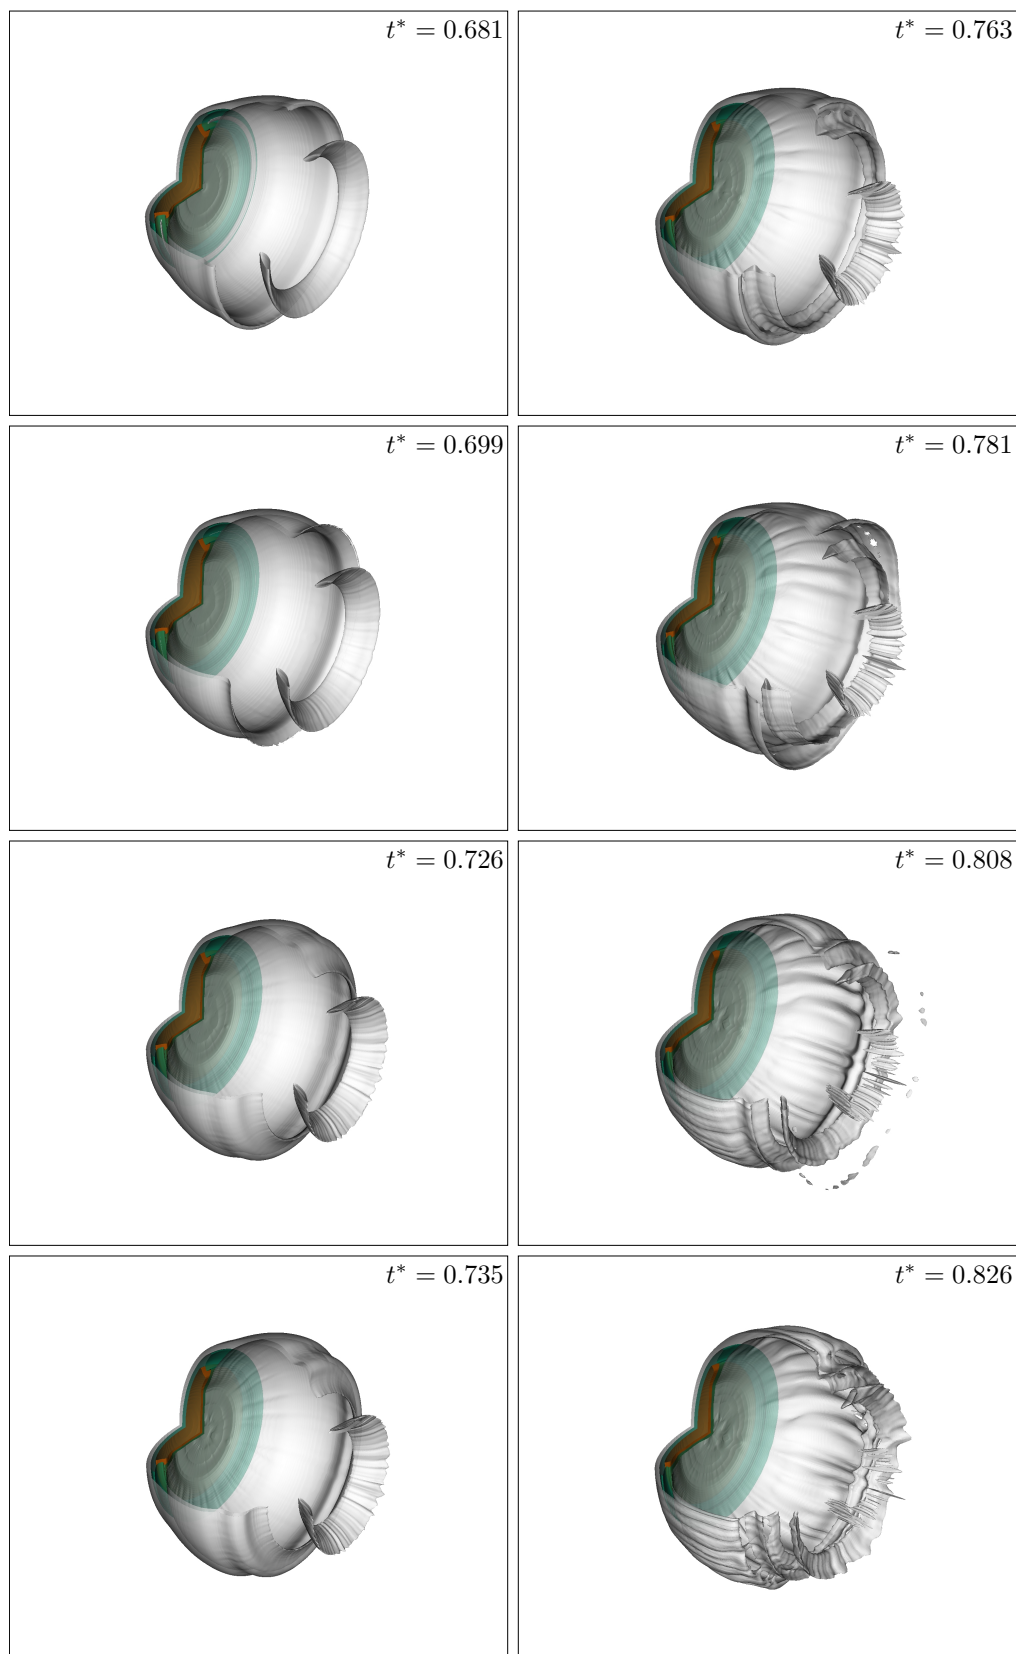 t* = 0.681
t* = 0.763
t* = 0.699
t* = 0.781
t* = 0.726
t* = 0.808
t* = 0.735
t* = 0.826